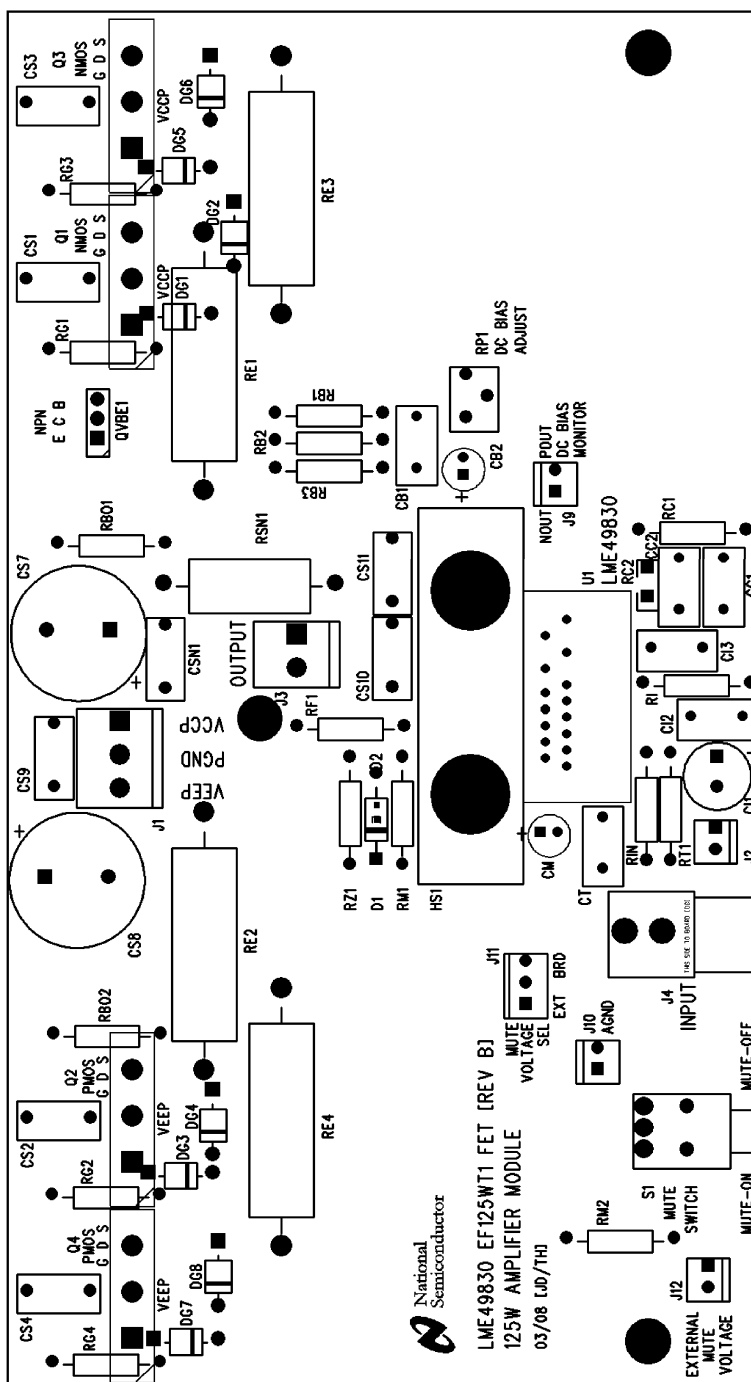 CS3
Q3
NMOS
G D S
VCCP
DG6
DG5
RG3
RE3
CS1
Q1
NMOS
G D S
VCCP
DG2
DG1
RG1
RE1
NPN
E C B
QVBE1
RP1
DC BIAS
ADJUST
RB1
RB2
RB3
CB1
CB2
+
PDUT
DC BIAS
MONITOR
NOUT
J9
CS7
RBO1
RSN1
CSN1
+
CS11
CS10
OUTPUT
J3
RF1
LME49830
U1
RC1
RC2
CC2
CI3
RI
CI2
CS9
VCCP
PGND
VEEP
J1
+
CS8
D2
RZ1
D1
RM1
HS1
+
CM
CT
RIN
RT1
RE2
RBO2
J11
BRD
EXT
MUTE
VOLTAGE
SEL
J10
AGND
J4
INPUT
THIS SIDE TO BOARD
Q2
PMOS
G D S
VEEP
CS2
DG4
DG3
RG2
RE4
S1
MUTE
SWITCH
MUTE-OFF
MUTE-ON
RM2
Q4
PMOS
G D S
VEEP
CS4
DG8
DG7
RG4
National
Semiconductor
LME49830 EF125WT1 FET [REV B]
125W AMPLIFIER MODULE
03/08 [JD/TH]
J12
EXTERNAL
MUTE
VOLTAGE